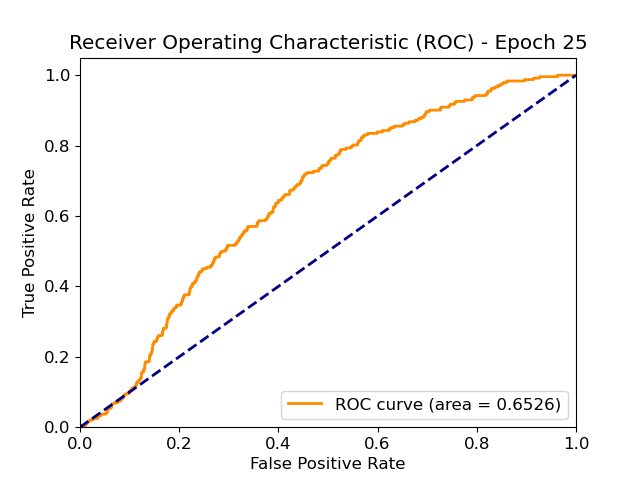 Receiver Operating Characteristic (ROC) - Epoch 25
1.0
0.8
0.6
0.4
0.2
0.0
True Positive Rate
ROC curve (area = 0.6526)
0.0 0.2 0.4 0.6 0.8 1.0
False Positive Rate